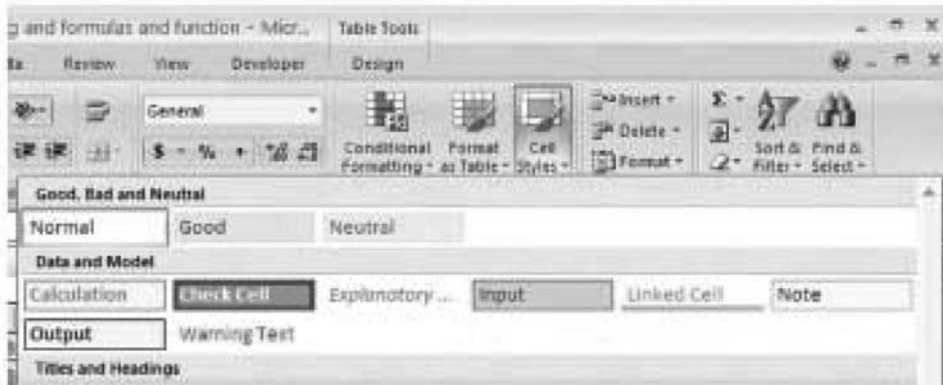 g and formulas and function - Micr... Table Tools
ta Review View Developer Design
General Insert Σ
Delete
$ % , Conditional Formatting Format as Table Cell Styles Format Sort & Filter Find & Select
Good, Bad and Neutral
Normal Good Neutral
Data and Model
Calculation Check Cell Explanatory ... Input Linked Cell Note
Output Warning Text
Titles and Headings